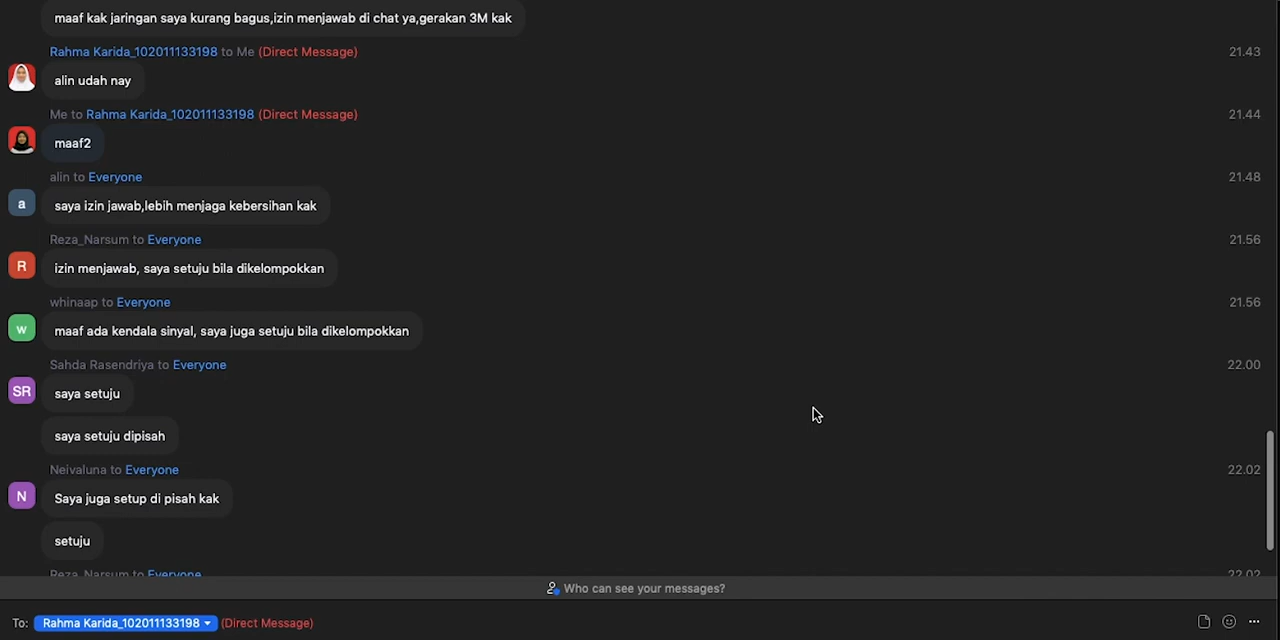 maaf kak jaringan saya kurang bagus,izin menjawab di chat ya,gerakan 3M kak
Rahma Karida_102011133198 to Me (Direct Message) 21.43
alin udah nay
Me to Rahma Karida_102011133198 (Direct Message) 21.44
maaf2
alin to Everyone 21.48
a
saya izin jawab,lebih menjaga kebersihan kak
Reza_Narsum to Everyone 21.56
R
izin menjawab, saya setuju bila dikelompokkan
whinaap to Everyone 21.56
w
maaf ada kendala sinyal, saya juga setuju bila dikelompokkan
Sahda Rasendriya to Everyone 22.00
SR
saya setuju
saya setuju dipisah
Neivaluna to Everyone 22.02
N
Saya juga setup di pisah kak
setuju
Reza_Narsum to Everyone 22.02
Who can see your messages?
To: Rahma Karida_102011133198 (Direct Message)